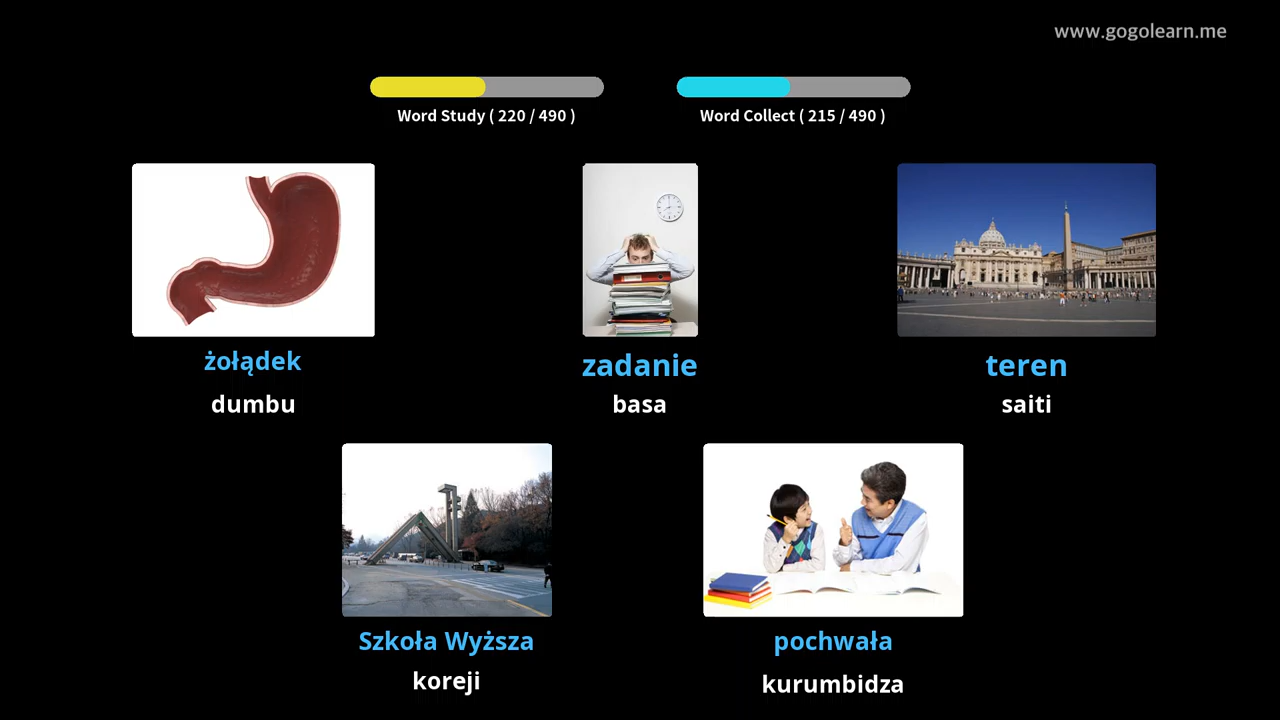 www.gogolearn.me
Word Study ( 220 / 490 )
Word Collect ( 215 / 490 )
żołądek
zadanie
teren
dumbu
basa
saiti
Szkoła Wyższa
pochwała
koreji
kurumbidza